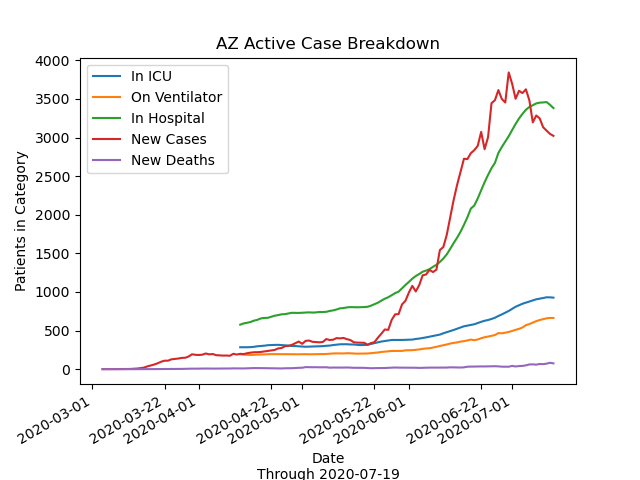 AZ Active Case Breakdown
In ICU
On Ventilator
In Hospital
New Cases
New Deaths
Patients in Category
4000
3500
3000
2500
2000
1500
1000
500
0
2020-03-01
2020-03-22
2020-04-01
2020-04-22
2020-05-01
2020-05-22
2020-06-01
2020-06-22
2020-07-01
Date
Through 2020-07-19